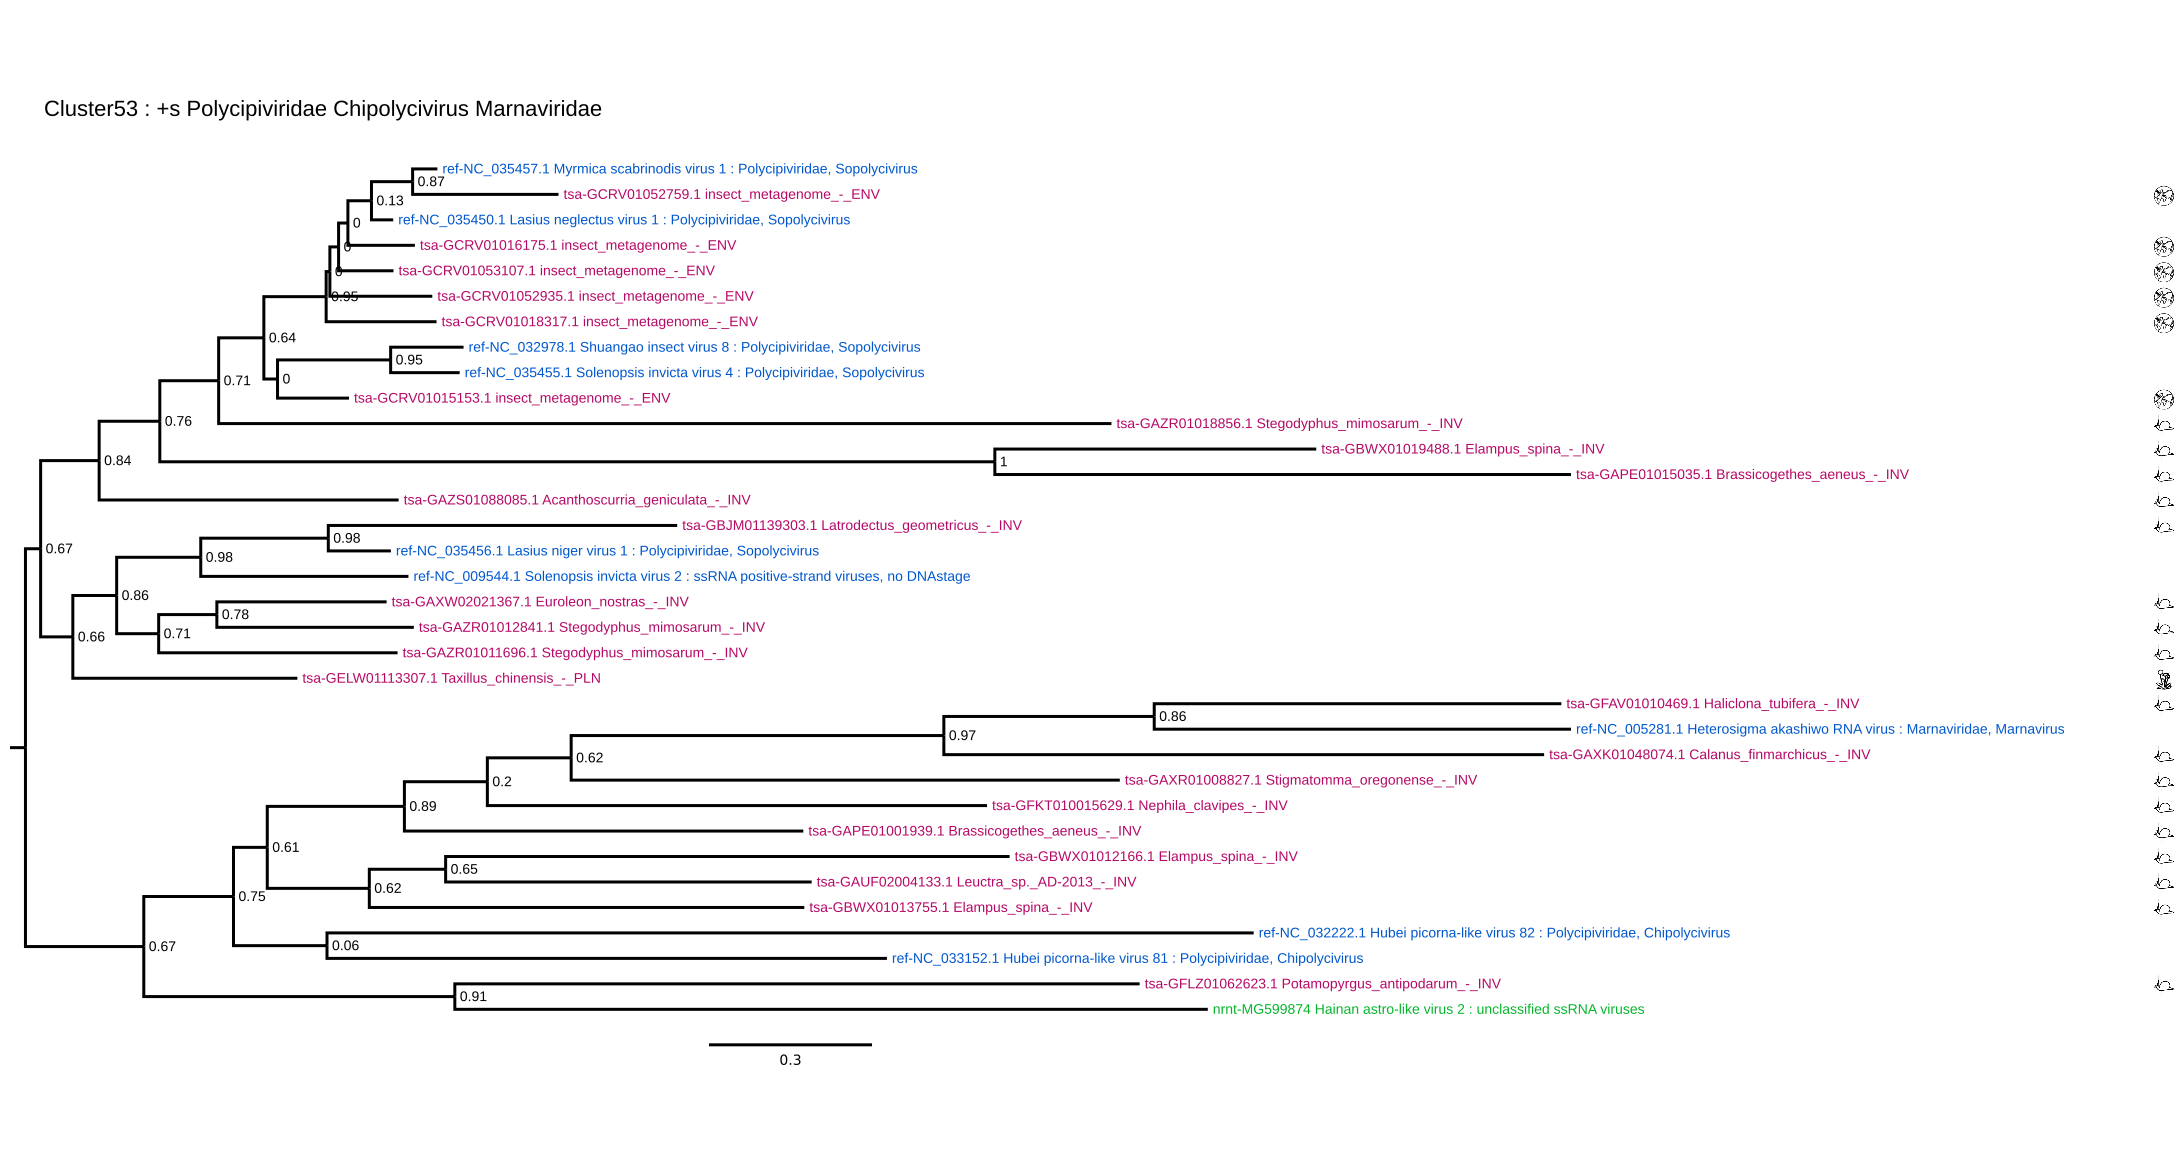 Cluster53 : +s Polycipiviridae Chipolycivirus Marnaviridae
ref-NC_035457.1 Myrmica scabrinodis virus 1 : Polycipiviridae, Sopolycivirus
0.87
tsa-GCRV01052759.1 insect_metagenome_-_ENV
0.13
ref-NC_035450.1 Lasius neglectus virus 1 : Polycipiviridae, Sopolycivirus
0
tsa-GCRV01016175.1 insect_metagenome_-_ENV
0
tsa-GCRV01053107.1 insect_metagenome_-_ENV
0
tsa-GCRV01052935.1 insect_metagenome_-_ENV
0.95
tsa-GCRV01018317.1 insect_metagenome_-_ENV
0.64
ref-NC_032978.1 Shuangao insect virus 8 : Polycipiviridae, Sopolycivirus
0.95
ref-NC_035455.1 Solenopsis invicta virus 4 : Polycipiviridae, Sopolycivirus
0
0.71
tsa-GCRV01015153.1 insect_metagenome_-_ENV
0.76
tsa-GAZR01018856.1 Stegodyphus_mimosarum_-_INV
tsa-GBWX01019488.1 Elampus_spina_-_INV
0.84
1
tsa-GAPE01015035.1 Brassicogethes_aeneus_-_INV
tsa-GAZS01088085.1 Acanthoscurria_geniculata_-_INV
tsa-GBJM01139303.1 Latrodectus_geometricus_-_INV
0.98
0.67
ref-NC_035456.1 Lasius niger virus 1 : Polycipiviridae, Sopolycivirus
0.98
ref-NC_009544.1 Solenopsis invicta virus 2 : ssRNA positive-strand viruses, no DNAstage
0.86
tsa-GAXW02021367.1 Euroleon_nostras_-_INV
0.78
tsa-GAZR01012841.1 Stegodyphus_mimosarum_-_INV
0.66
0.71
tsa-GAZR01011696.1 Stegodyphus_mimosarum_-_INV
tsa-GELW01113307.1 Taxillus_chinensis_-_PLN
tsa-GFAV01010469.1 Haliclona_tubifera_-_INV
0.86
ref-NC_005281.1 Heterosigma akashiwo RNA virus : Marnaviridae, Marnavirus
0.97
tsa-GAXK01048074.1 Calanus_finmarchicus_-_INV
0.62
tsa-GAXR01008827.1 Stigmatomma_oregonense_-_INV
0.2
tsa-GFKT010015629.1 Nephila_clavipes_-_INV
0.89
tsa-GAPE01001939.1 Brassicogethes_aeneus_-_INV
0.61
tsa-GBWX01012166.1 Elampus_spina_-_INV
0.65
tsa-GAUF02004133.1 Leuctra_sp._AD-2013_-_INV
0.62
0.75
tsa-GBWX01013755.1 Elampus_spina_-_INV
ref-NC_032222.1 Hubei picorna-like virus 82 : Polycipiviridae, Chipolycivirus
0.67
0.06
ref-NC_033152.1 Hubei picorna-like virus 81 : Polycipiviridae, Chipolycivirus
tsa-GFLZ01062623.1 Potamopyrgus_antipodarum_-_INV
0.91
nrnt-MG599874 Hainan astro-like virus 2 : unclassified ssRNA viruses
0.3